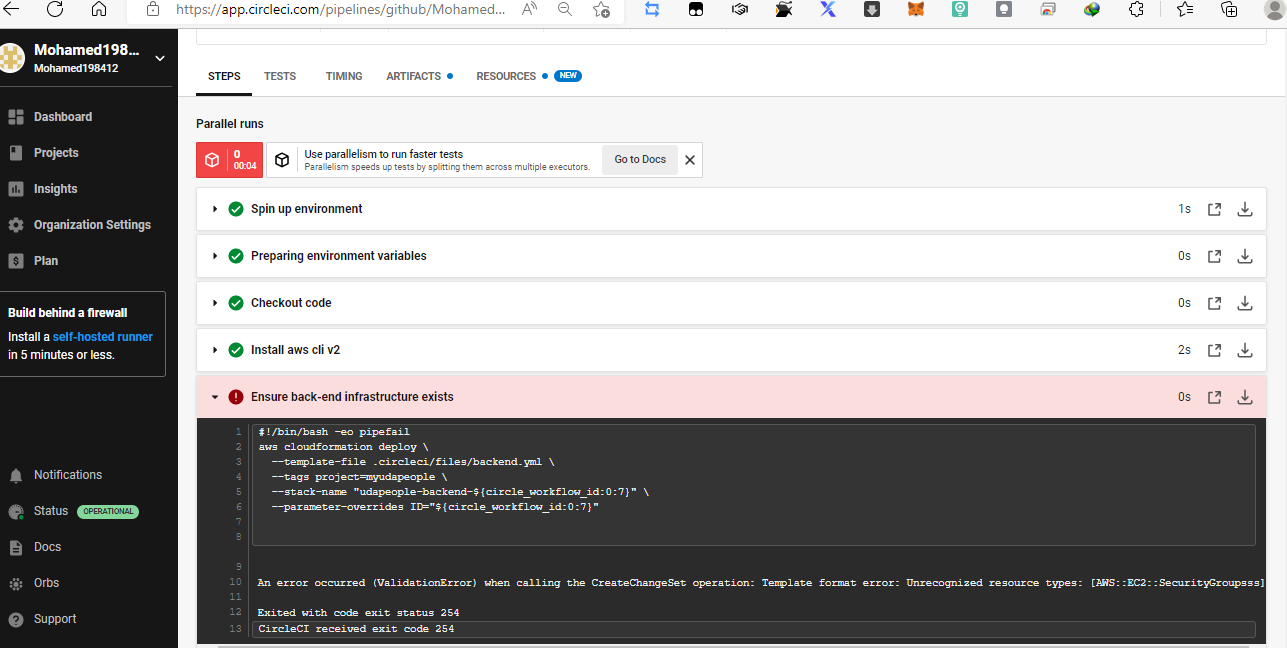 https://app.circleci.com/pipelines/github/Mohamed...
Mohamed198...
Mohamed198412
Dashboard
Projects
Insights
Organization Settings
Plan
Build behind a firewall
Install a self-hosted runner
in 5 minutes or less.
Notifications
Status OPERATIONAL
Docs
Orbs
Support
STEPS TESTS TIMING ARTIFACTS RESOURCES NEW
Parallel runs
0
00:04
Use parallelism to run faster tests
Parallelism speeds up tests by splitting them across multiple executors.
Go to Docs
Spin up environment 1s
Preparing environment variables 0s
Checkout code 0s
Install aws cli v2 2s
Ensure back-end infrastructure exists 0s
1 #!/bin/bash -eo pipefail
2 aws cloudformation deploy \
3 --template-file .circleci/files/backend.yml \
4 --tags project=myudapeople \
5 --stack-name "udapeople-backend-${circle_workflow_id:0:7}" \
6 --parameter-overrides ID="${circle_workflow_id:0:7}"
7
8
9
10 An error occurred (ValidationError) when calling the CreateChangeSet operation: Template format error: Unrecognized resource types: [AWS::EC2::SecurityGroupsss]
11
12 Exited with code exit status 254
13 CircleCI received exit code 254